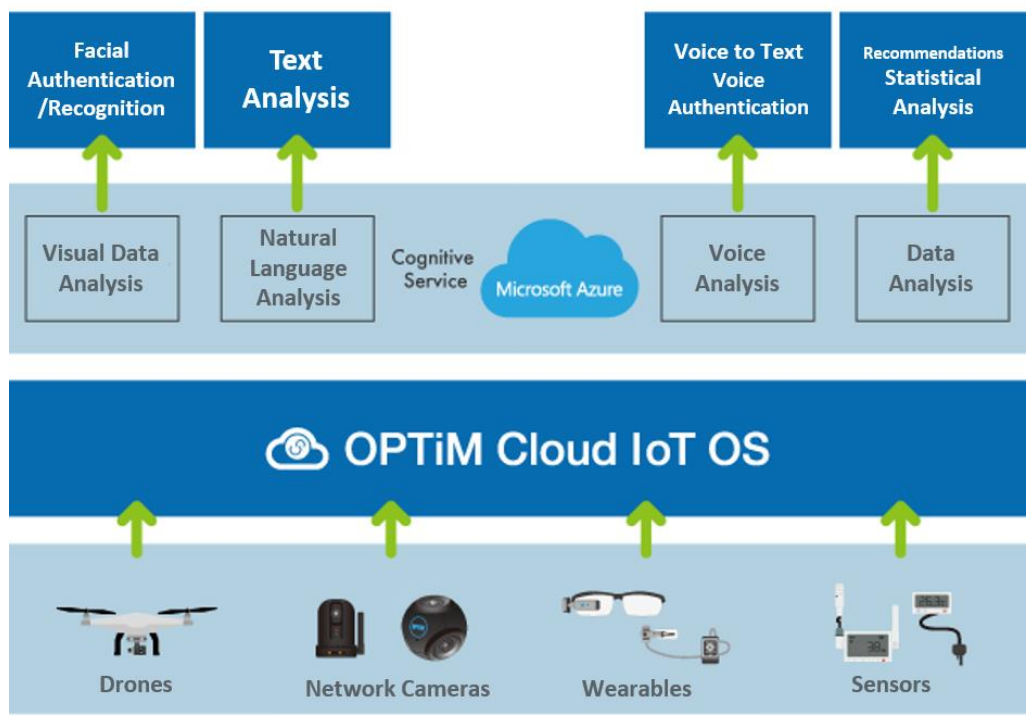 Facial
Authentication
/Recognition
Text
Analysis
Voice to Text
Voice
Authentication
Recommendations
Statistical
Analysis
Visual Data
Analysis
Natural
Language
Analysis
Cognitive
Service
Microsoft Azure
Voice
Analysis
Data
Analysis
OPTiM Cloud IoT OS
Drones
Network Cameras
Wearables
Sensors